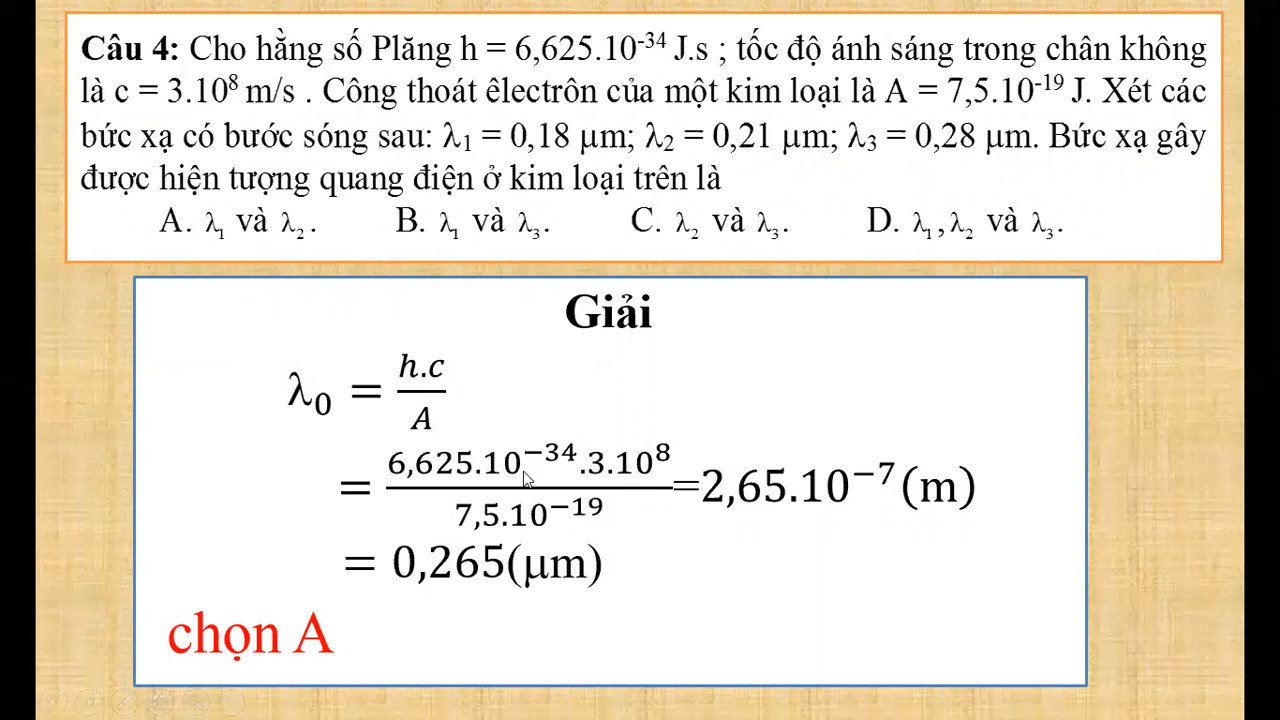 Câu 4: Cho hằng số Plăng h = 6,625.10⁻³⁴ J.s ; tốc độ ánh sáng trong chân không
là c = 3.10⁸ m/s . Công thoát êlectrôn của một kim loại là A = 7,5.10⁻¹⁹ J. Xét các
bức xạ có bước sóng sau: λ₁ = 0,18 μm; λ₂ = 0,21 μm; λ₃ = 0,28 μm. Bức xạ gây
được hiện tượng quang điện ở kim loại trên là
A. λ₁ và λ₂. B. λ₁ và λ₃. C. λ₂ và λ₃. D. λ₁,λ₂ và λ₃.
Giải
λ₀ = h.c / A
= 6,625.10⁻³⁴.3.10⁸ / 7,5.10⁻¹⁹ =2,65.10⁻⁷(m)
= 0,265(μm)
chọn A